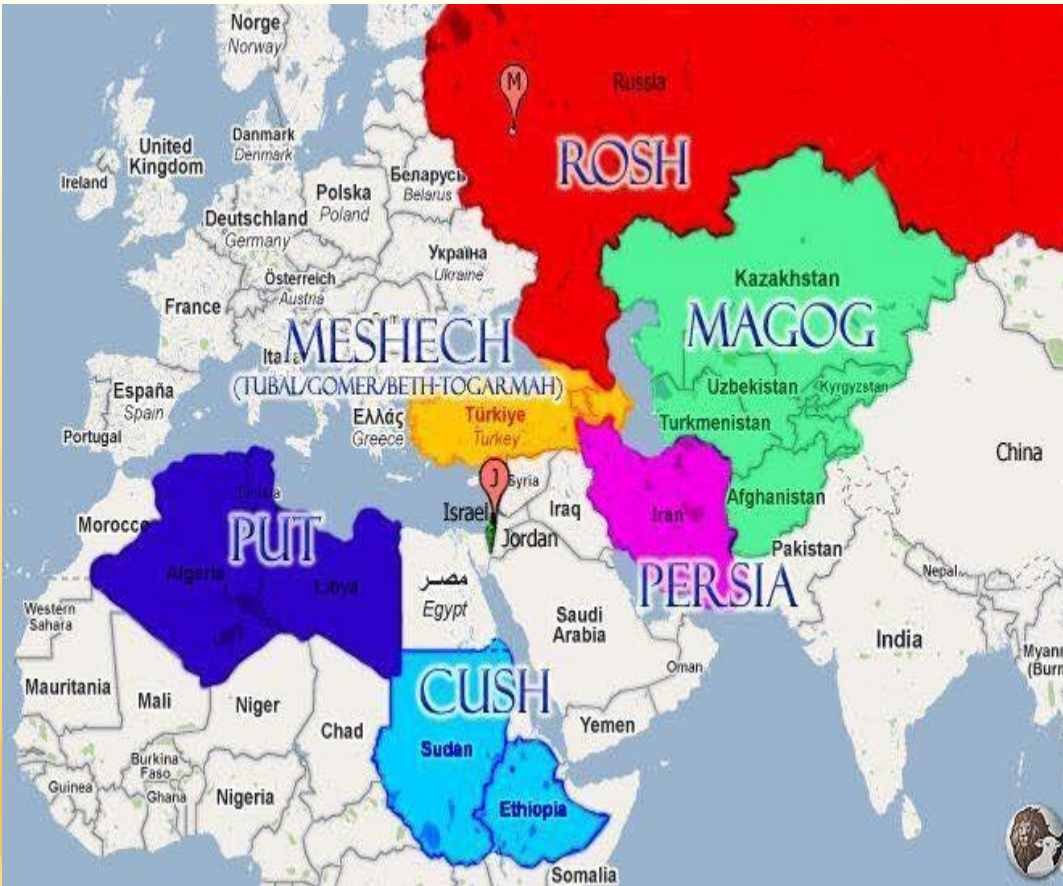 Norge
Norway
Russia
M
ROSH
United
Kingdom
Ireland
Danmark
Denmark
Polska
Poland
Беларусь
Belarus
Deutschland
Germany
Україна
Ukraine
Österreich
Austria
France
Kazakhstan
MAGOG
MESHECH
(TUBAL/GOMER/BETH-TOGARMAH)
Uzbekistan
Kyrgyzstan
Turkmenistan
España
Spain
Portugal
Ελλάς
Greece
Türkiye
Turkey
China
J
Syria
Israel
Iraq
Iran
Afghanistan
Jordan
Pakistan
PERSIA
Morocco
Tunisia
PUT
Algeria
Libya
مصر
Egypt
Nepal
Western
Sahara
Saudi
Arabia
India
Oman
Mauritania
Mali
Niger
Chad
CUSH
Sudan
Yemen
Burkina
Faso
Guinea
Ghana
Nigeria
Ethiopia
Somalia